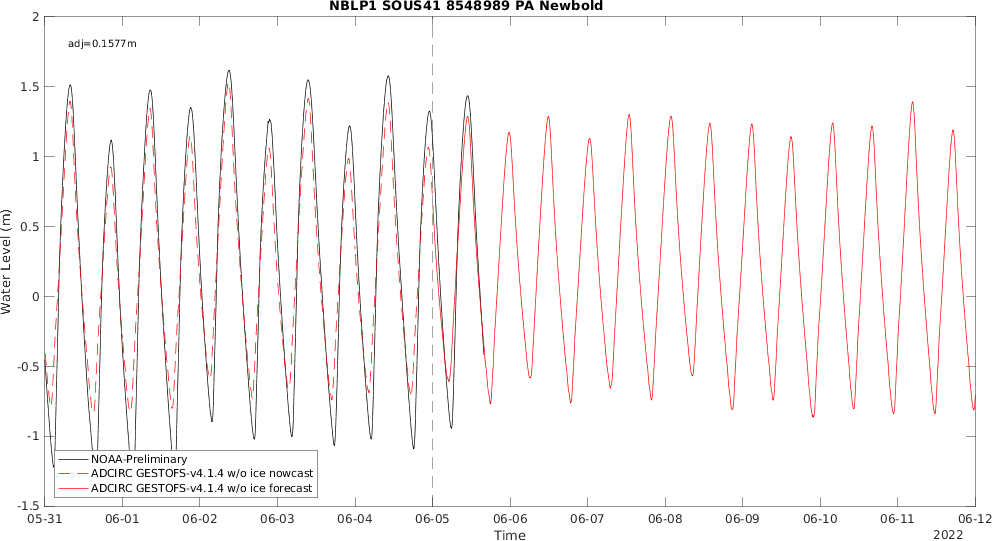 NBLP1 SOUS41 8548989 PA Newbold
adj=0.1577m
2
1.5
1
0.5
0
-0.5
-1
-1.5
Water Level (m)
NOAA-Preliminary
ADCIRC GESTOFS-v4.1.4 w/o ice nowcast
ADCIRC GESTOFS-v4.1.4 w/o ice forecast
05-31 06-01 06-02 06-03 06-04 06-05 06-06 06-07 06-08 06-09 06-10 06-11 06-12
Time
2022